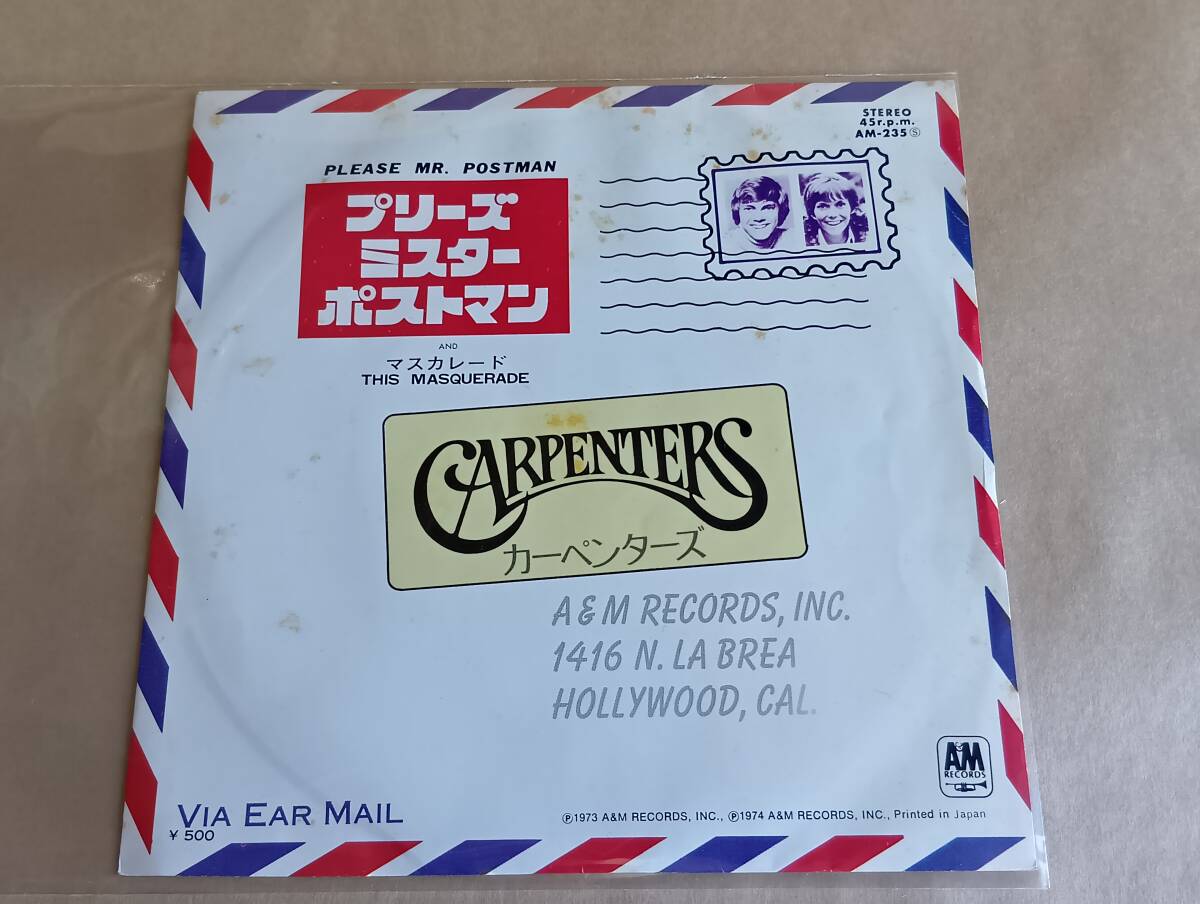 STEREO
45r.p.m.
AM-235 Ⓢ
PLEASE MR. POSTMAN
プリーズ
ミスター
ポストマン
AND
マスカレード
THIS MASQUERADE
CARPENTERS
カーペンターズ
A & M RECORDS, INC.
1416 N. LA BREA
HOLLYWOOD, CAL.
A&M
RECORDS
VIA EAR MAIL
¥ 500
℗1973 A&M RECORDS, INC., ℗1974 A&M RECORDS, INC., Printed in Japan